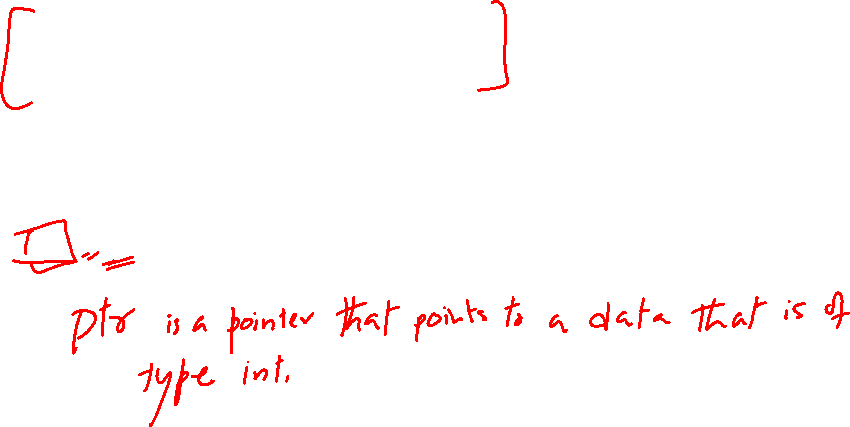 [ ]
Ptr is a pointer that points to a data that is of
type int.